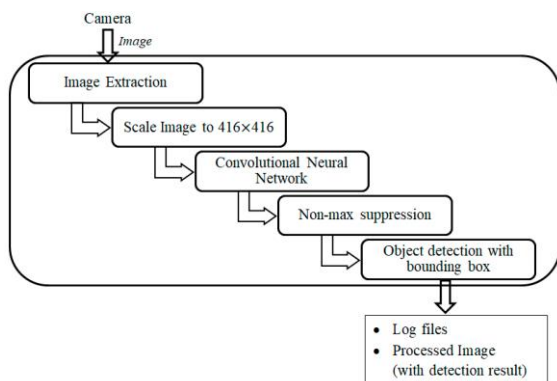 Camera
Image
Image Extraction
Scale Image to 416×416
Convolutional Neural
Network
Non-max suppression
Object detection with
bounding box
• Log files
• Processed Image
(with detection result)